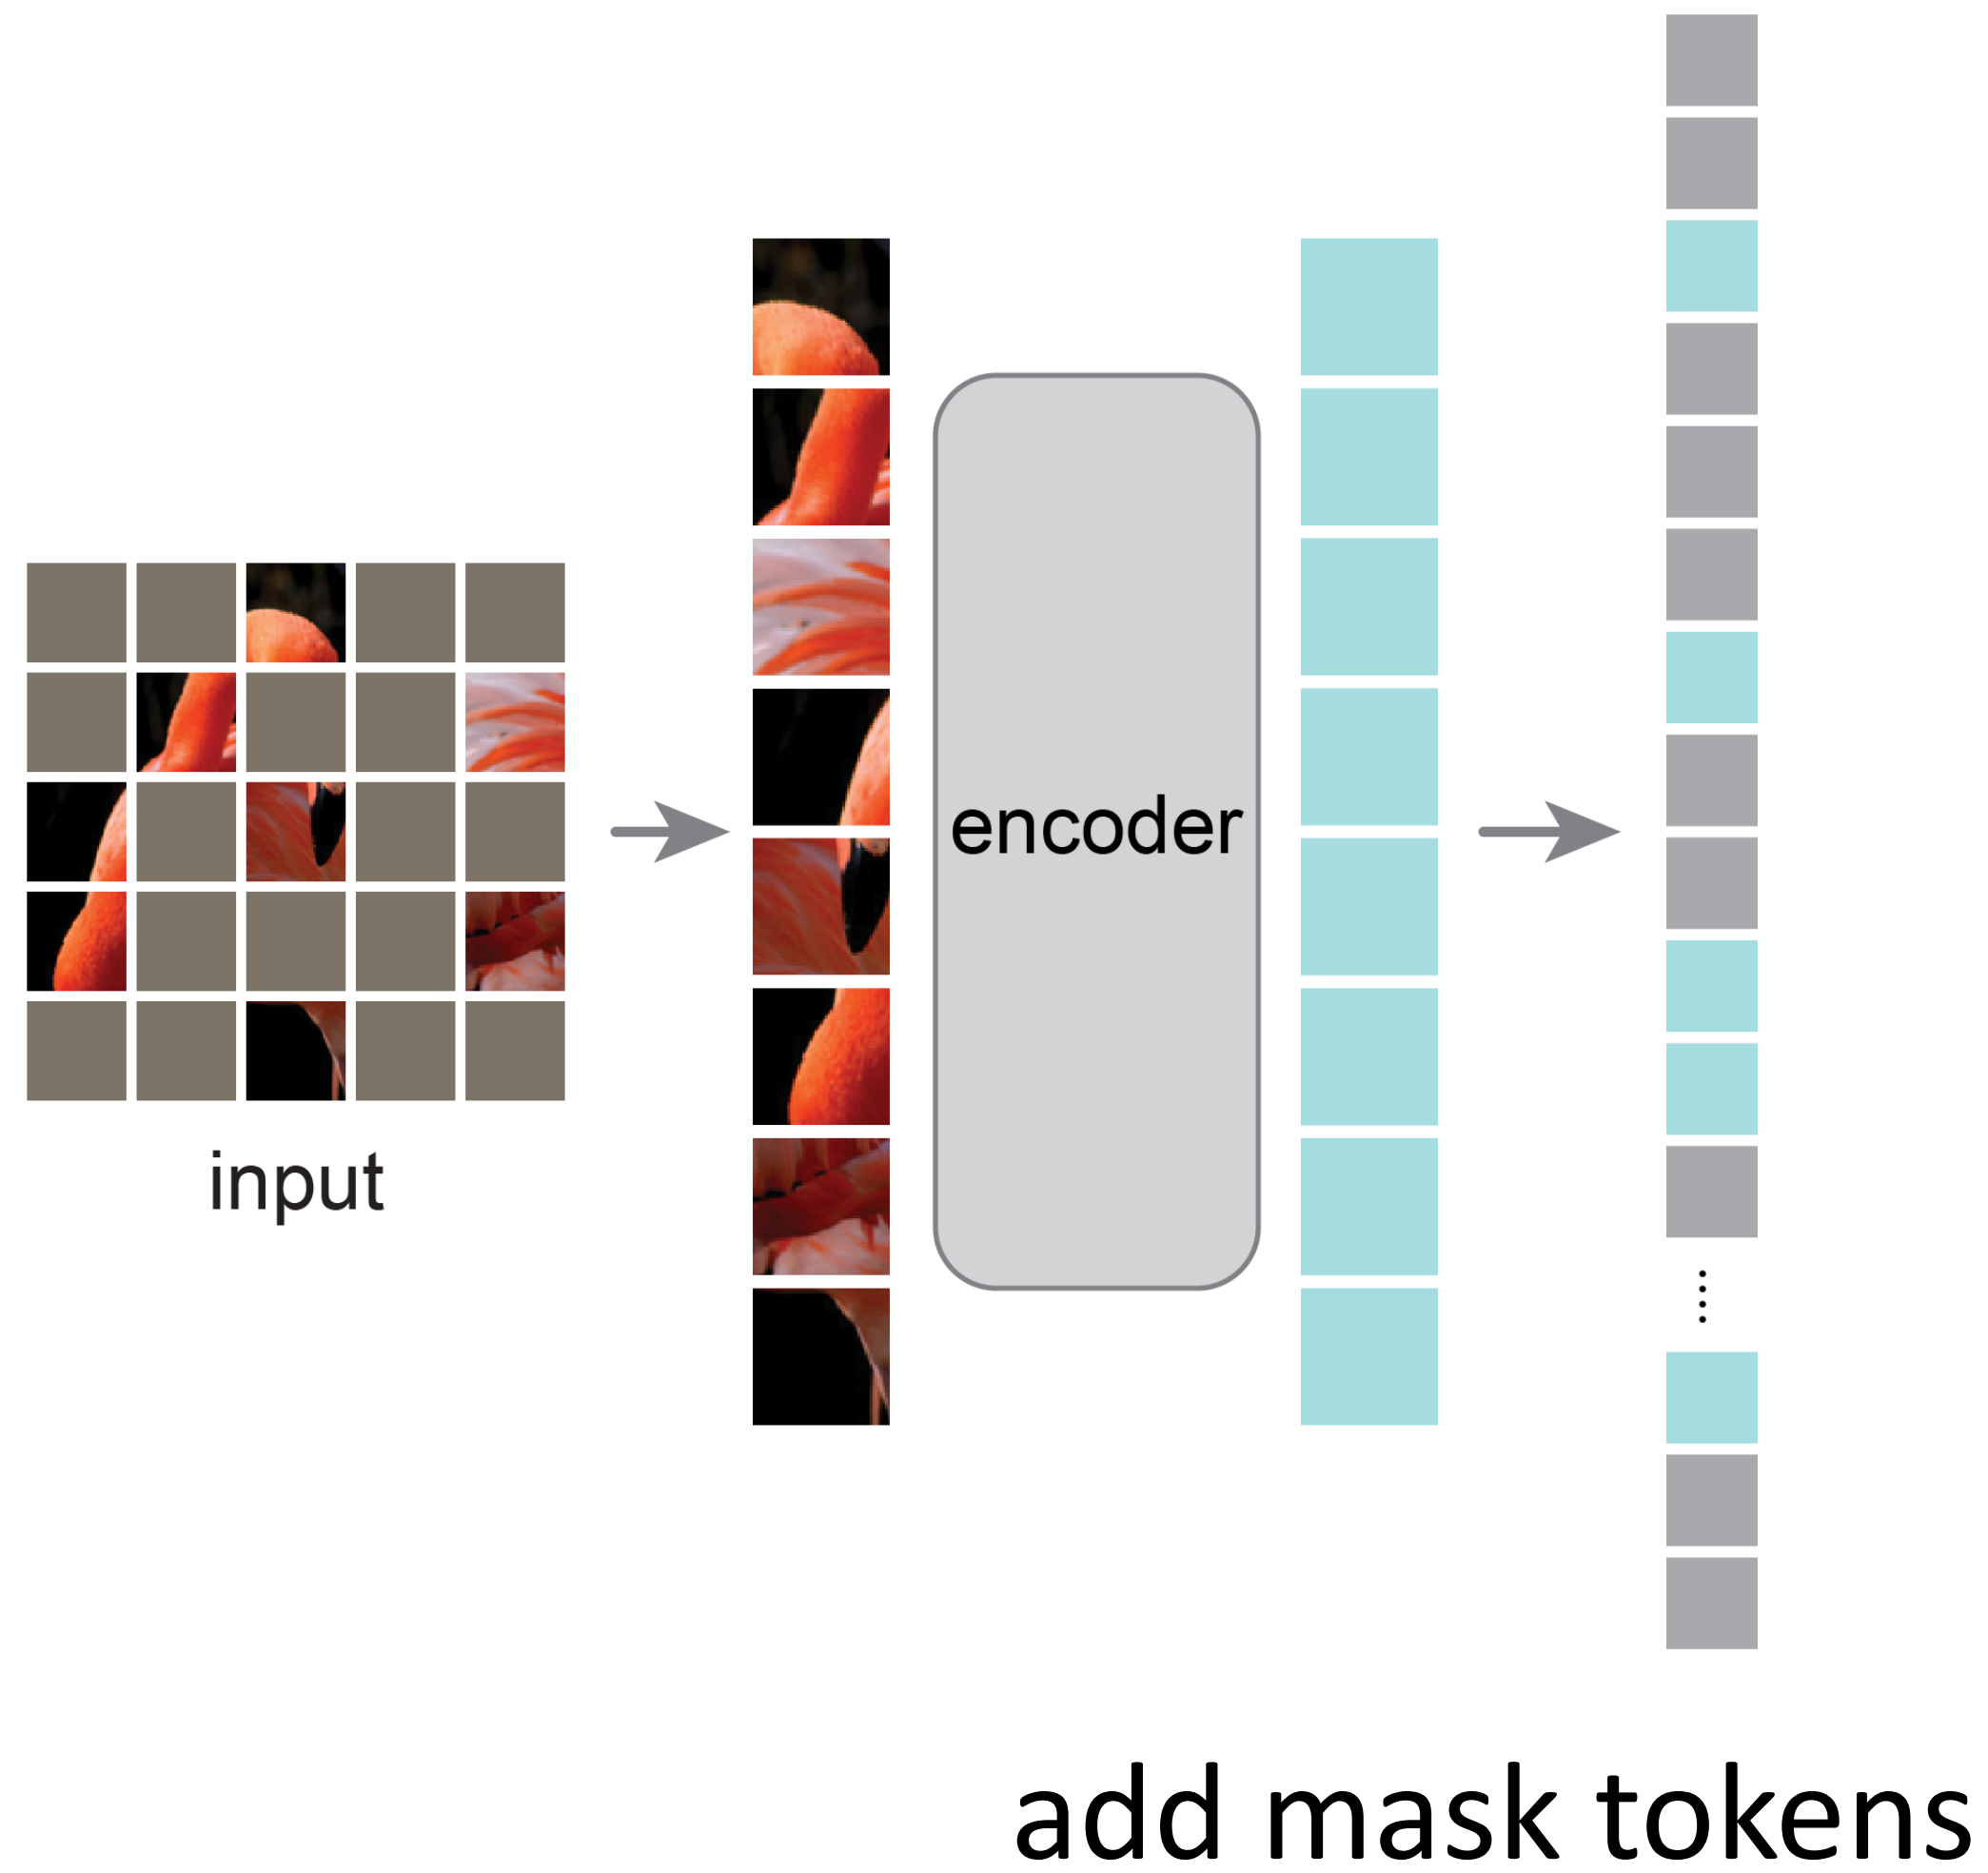 input
encoder
add mask tokens